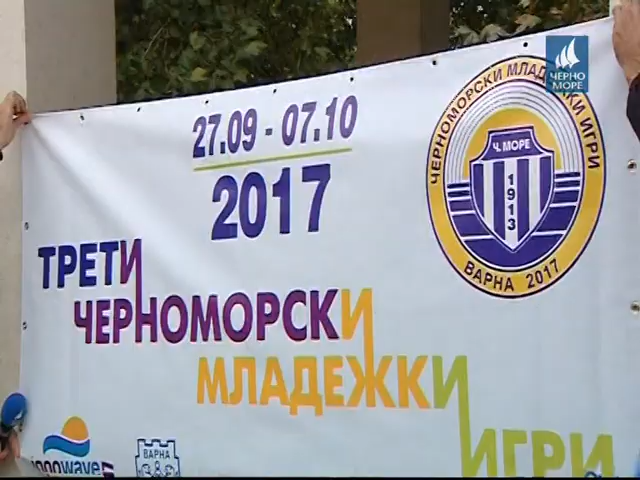 27.09 - 07.10
2017
ТРЕТИ
ЧЕРНОМОРСКИ
МЛАДЕЖКИ
ИГРИ
ЧЕРНОМОРСКИ МЛАДЕЖКИ ИГРИ
Ч. МОРЕ
1913
ВАРНА 2017
ЧЕРНО
МОРЕ
ВАРНА